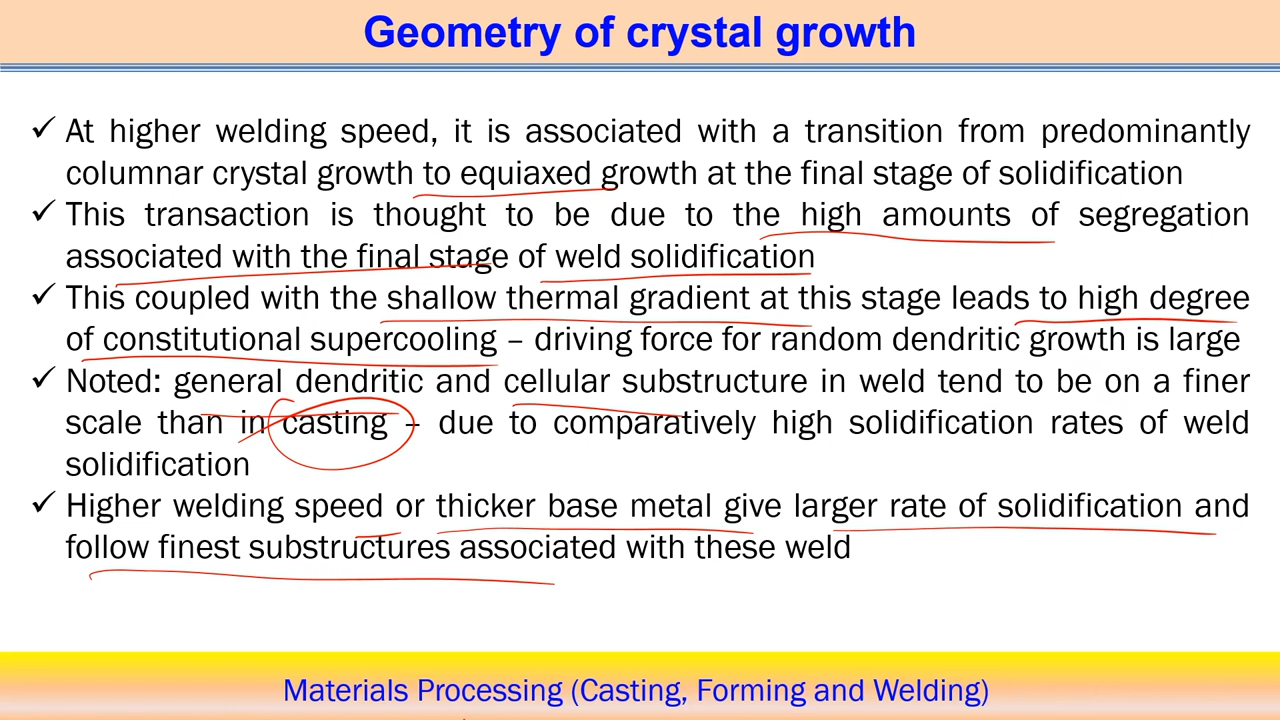 Geometry of crystal growth
✓ At higher welding speed, it is associated with a transition from predominantly
columnar crystal growth to equiaxed growth at the final stage of solidification
✓ This transaction is thought to be due to the high amounts of segregation
associated with the final stage of weld solidification
✓ This coupled with the shallow thermal gradient at this stage leads to high degree
of constitutional supercooling – driving force for random dendritic growth is large
✓ Noted: general dendritic and cellular substructure in weld tend to be on a finer
scale than in casting – due to comparatively high solidification rates of weld
solidification
✓ Higher welding speed or thicker base metal give larger rate of solidification and
follow finest substructures associated with these weld
Materials Processing (Casting, Forming and Welding)